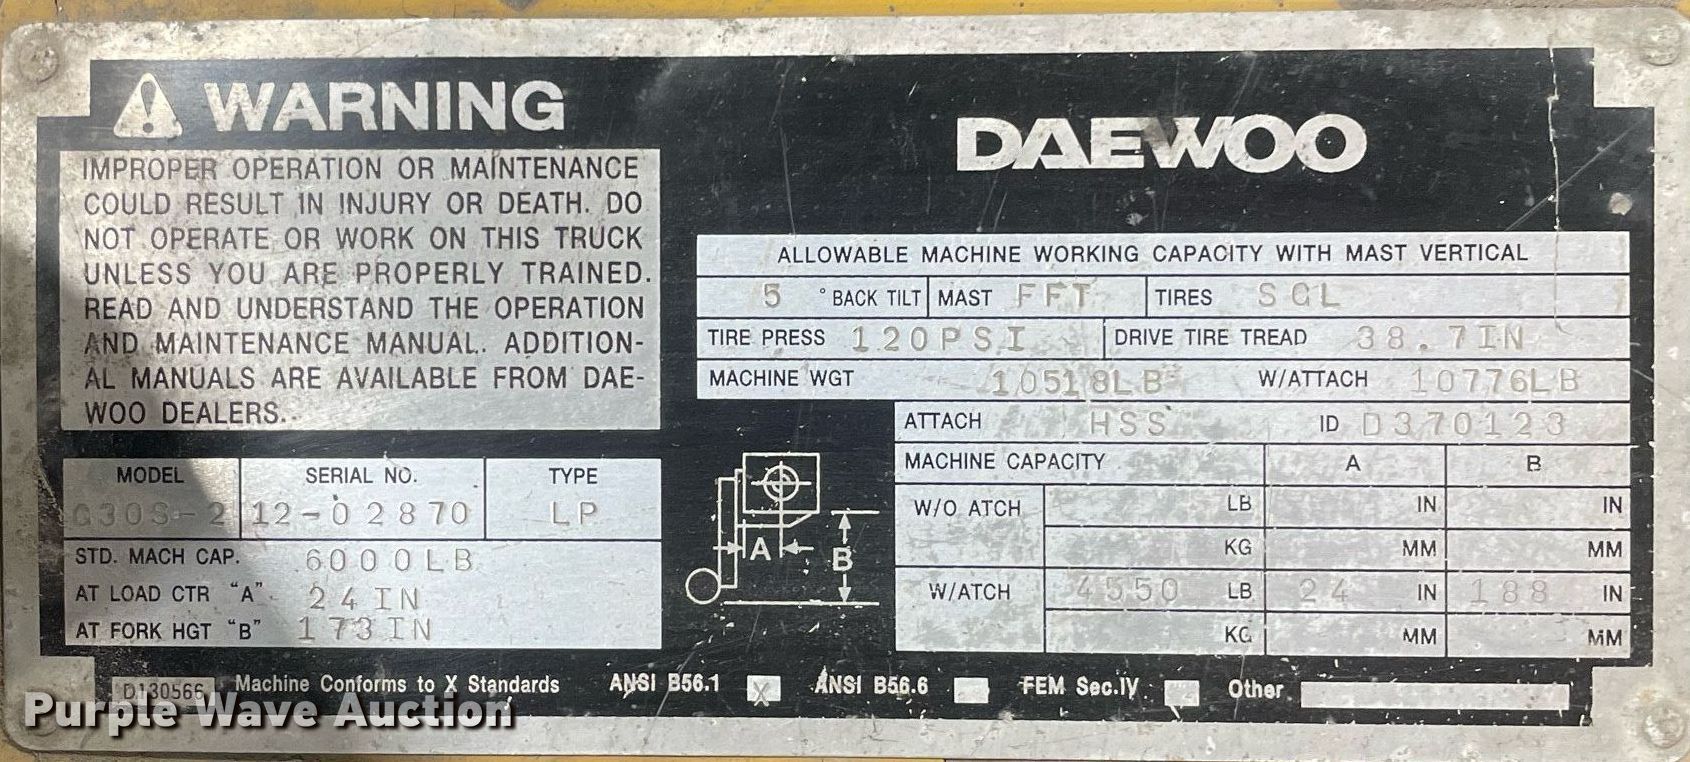 WARNING
IMPROPER OPERATION OR MAINTENANCE
COULD RESULT IN INJURY OR DEATH. DO
NOT OPERATE OR WORK ON THIS TRUCK
UNLESS YOU ARE PROPERLY TRAINED.
READ AND UNDERSTAND THE OPERATION
AND MAINTENANCE MANUAL. ADDITION-
AL MANUALS ARE AVAILABLE FROM DAE-
WOO DEALERS.
MODEL SERIAL NO. TYPE
G30S-2 12-02870 LP
STD. MACH CAP. 6000LB
AT LOAD CTR "A" 24IN
AT FORK HGT "B" 173IN
DAEWOO
ALLOWABLE MACHINE WORKING CAPACITY WITH MAST VERTICAL
5 ° BACK TILT MAST FFT TIRES SGL
TIRE PRESS 120PSI DRIVE TIRE TREAD 38.7IN
MACHINE WGT 10518LB W/ATTACH 10776LB
ATTACH HSS ID D370123
MACHINE CAPACITY A B
W/O ATCH LB IN IN
KG MM MM
W/ATCH 4550 LB 24 IN 188 IN
KG MM MM
A
B
D130566 Machine Conforms to X Standards ANSI B56.1 X ANSI B56.6 FEM Sec.IV Other
Purple Wave Auction